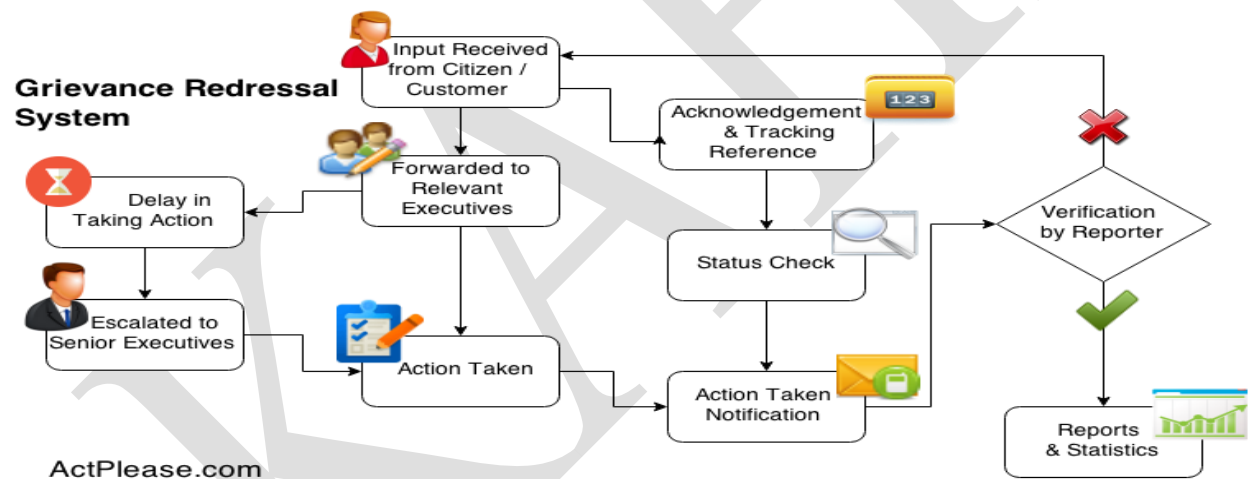 Grievance Redressal
System
Input Received
from Citizen /
Customer
Acknowledgement
& Tracking
Reference
123
Forwarded to
Relevant
Executives
Delay in
Taking Action
Verification
by Reporter
Status Check
Escalated to
Senior Executives
Action Taken
Action Taken
Notification
Reports
& Statistics
ActPlease.com